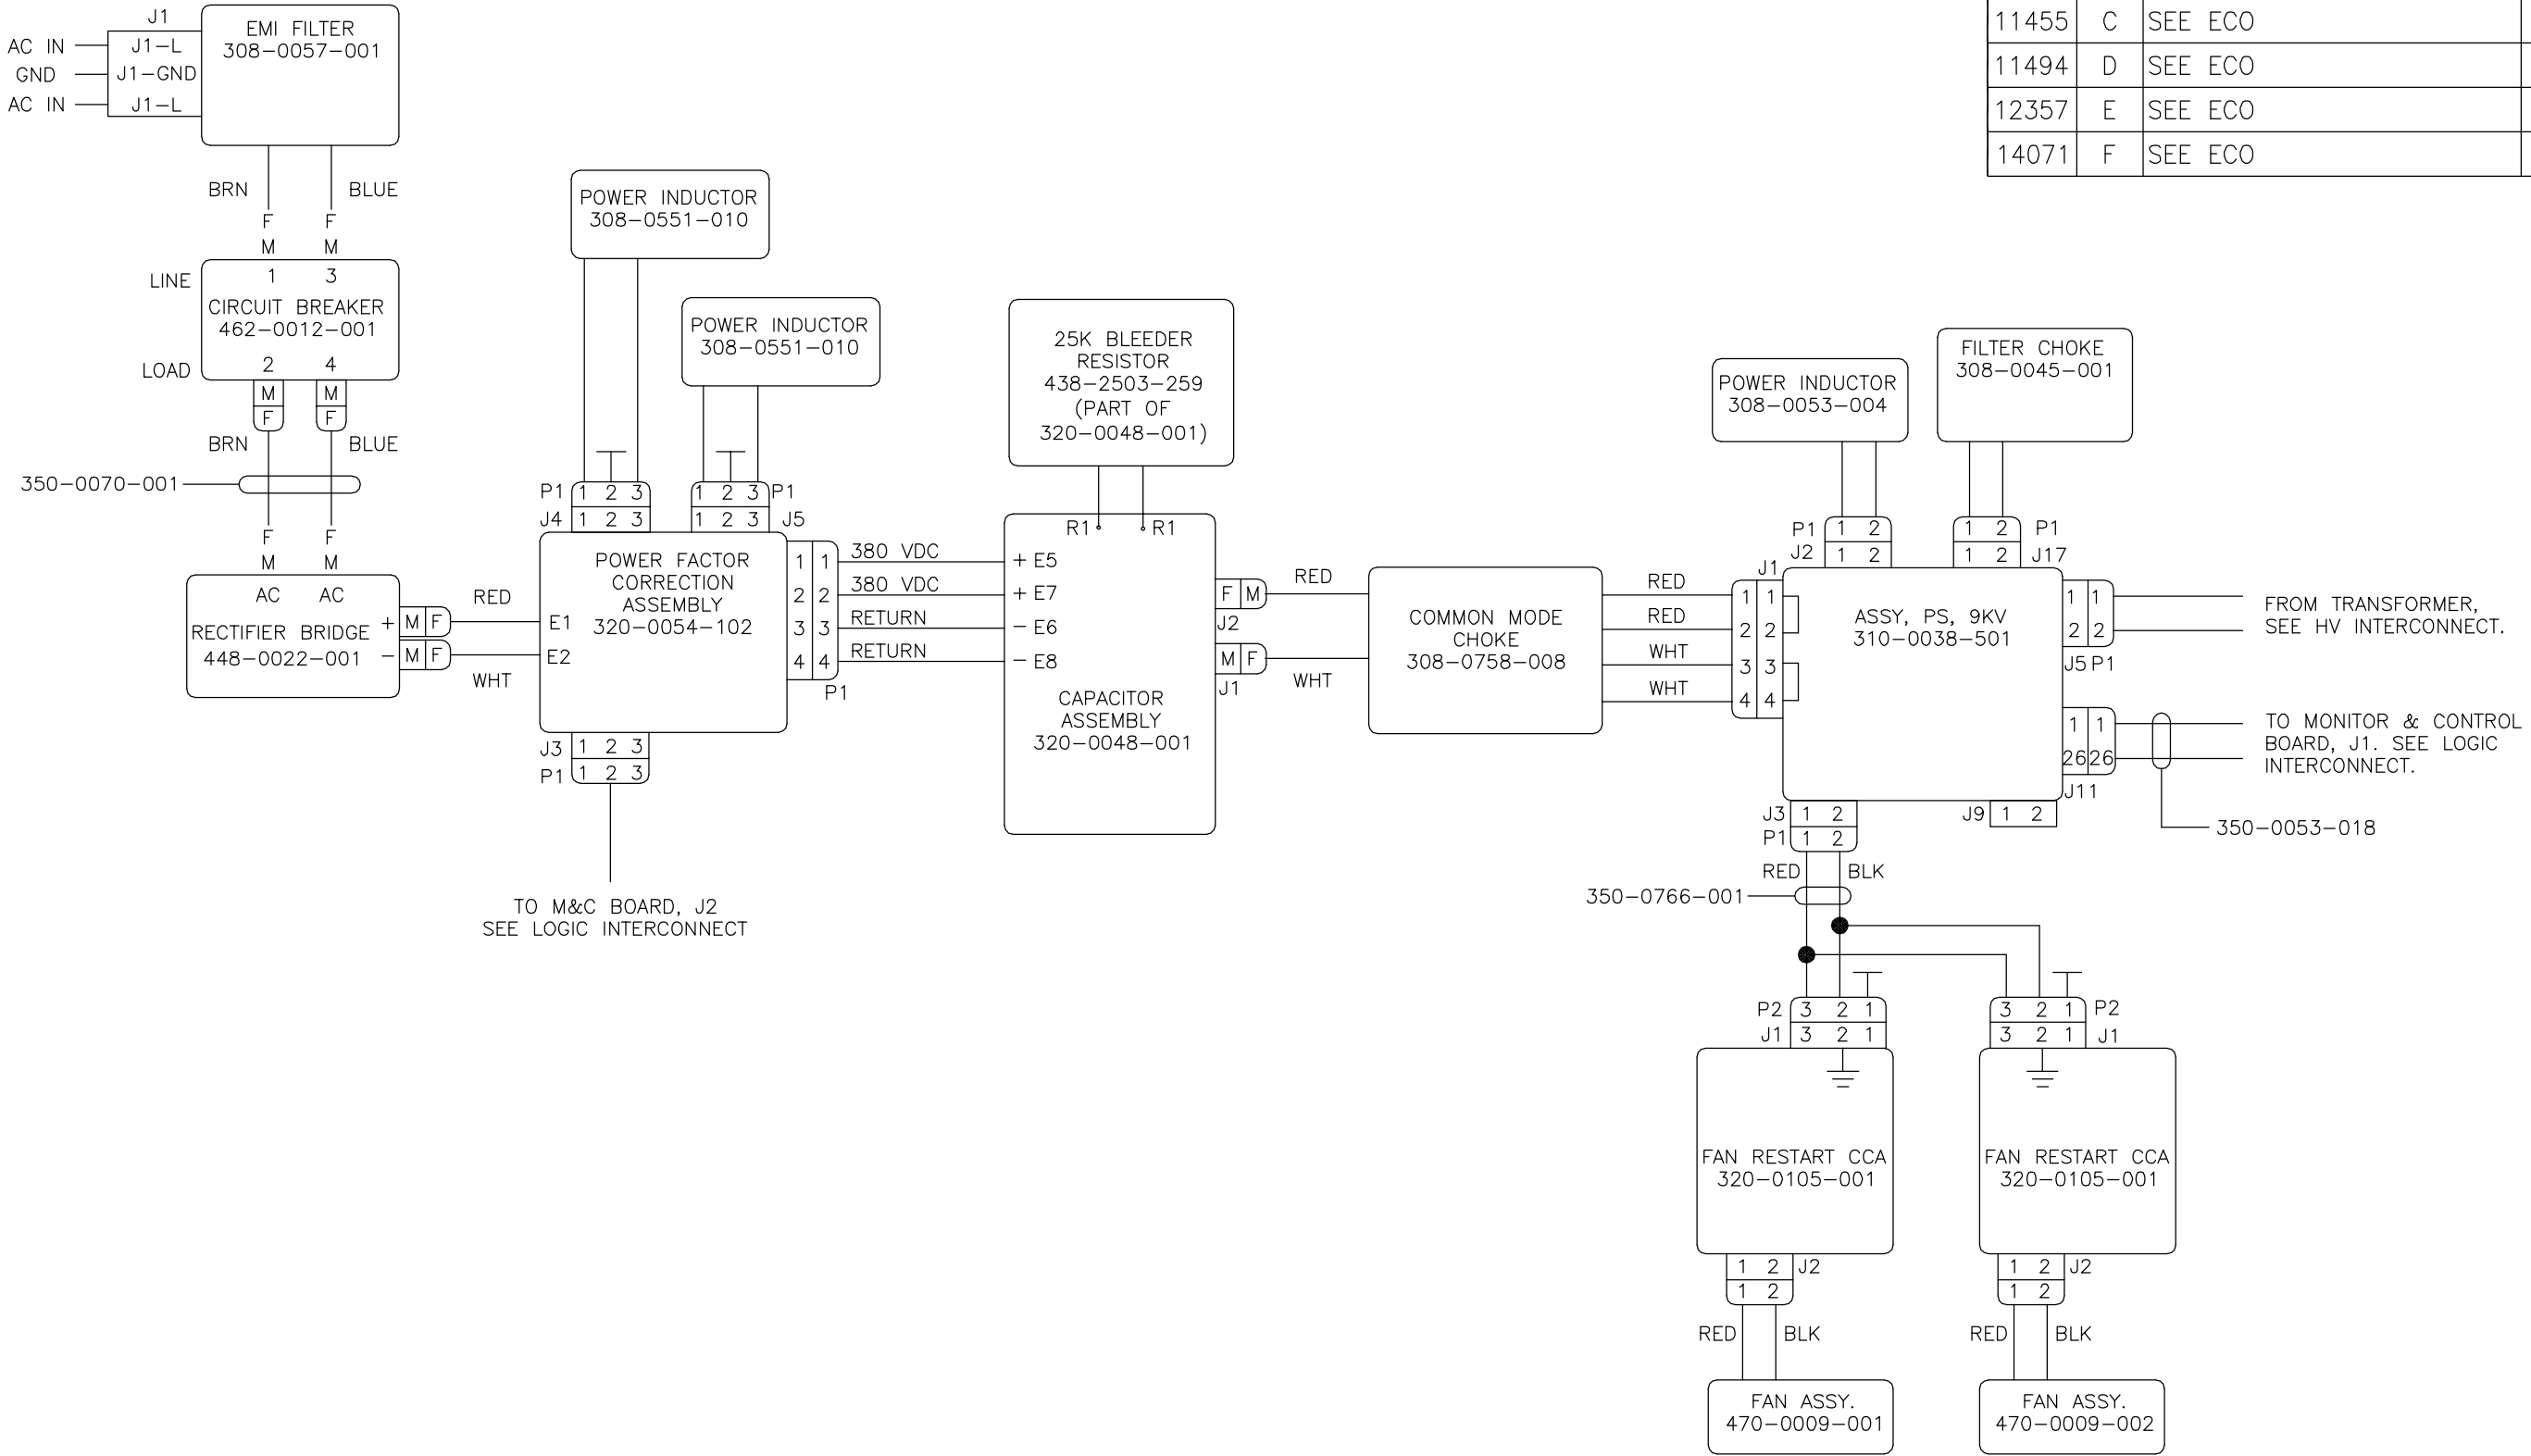 J1
AC IN J1-L
GND J1-GND
AC IN J1-L
EMI FILTER
308-0057-001
BRN BLUE
F F
M M
LINE
1 3
CIRCUIT BREAKER
462-0012-001
LOAD
2 4
M M
F F
BRN BLUE
350-0070-001
F F
M M
AC AC
RECTIFIER BRIDGE
448-0022-001
+ M F
- M F
RED
WHT
POWER INDUCTOR
308-0551-010
POWER INDUCTOR
308-0551-010
P1 1 2 3
J4 1 2 3
1 2 3 P1
1 2 3 J5
E1
E2
POWER FACTOR
CORRECTION
ASSEMBLY
320-0054-102
1 1
2 2
3 3
4 4
P1
J3 1 2 3
P1 1 2 3
TO M&C BOARD, J2
SEE LOGIC INTERCONNECT
380 VDC
380 VDC
RETURN
RETURN
25K BLEEDER
RESISTOR
438-2503-259
(PART OF
320-0048-001)
R1 R1
+ E5
+ E7
- E6
- E8
CAPACITOR
ASSEMBLY
320-0048-001
F M
J2
M F
J1
RED
WHT
COMMON MODE
CHOKE
308-0758-008
RED
RED
WHT
WHT
J1
1 1
2 2
3 3
4 4
POWER INDUCTOR
308-0053-004
FILTER CHOKE
308-0045-001
P1 1 2
J2 1 2
1 2 P1
1 2 J17
ASSY, PS, 9KV
310-0038-501
1 1
2 2
J5 P1
FROM TRANSFORMER,
SEE HV INTERCONNECT.
1 1
26 26
J11
TO MONITOR & CONTROL
BOARD, J1. SEE LOGIC
INTERCONNECT.
350-0053-018
J3 1 2
P1 1 2
J9 1 2
RED BLK
350-0766-001
P2 3 2 1
J1 3 2 1
3 2 1 P2
3 2 1 J1
FAN RESTART CCA
320-0105-001
FAN RESTART CCA
320-0105-001
1 2 J2
1 2
1 2 J2
1 2
RED BLK
RED BLK
FAN ASSY.
470-0009-001
FAN ASSY.
470-0009-002
11455 C SEE ECO
11494 D SEE ECO
12357 E SEE ECO
14071 F SEE ECO